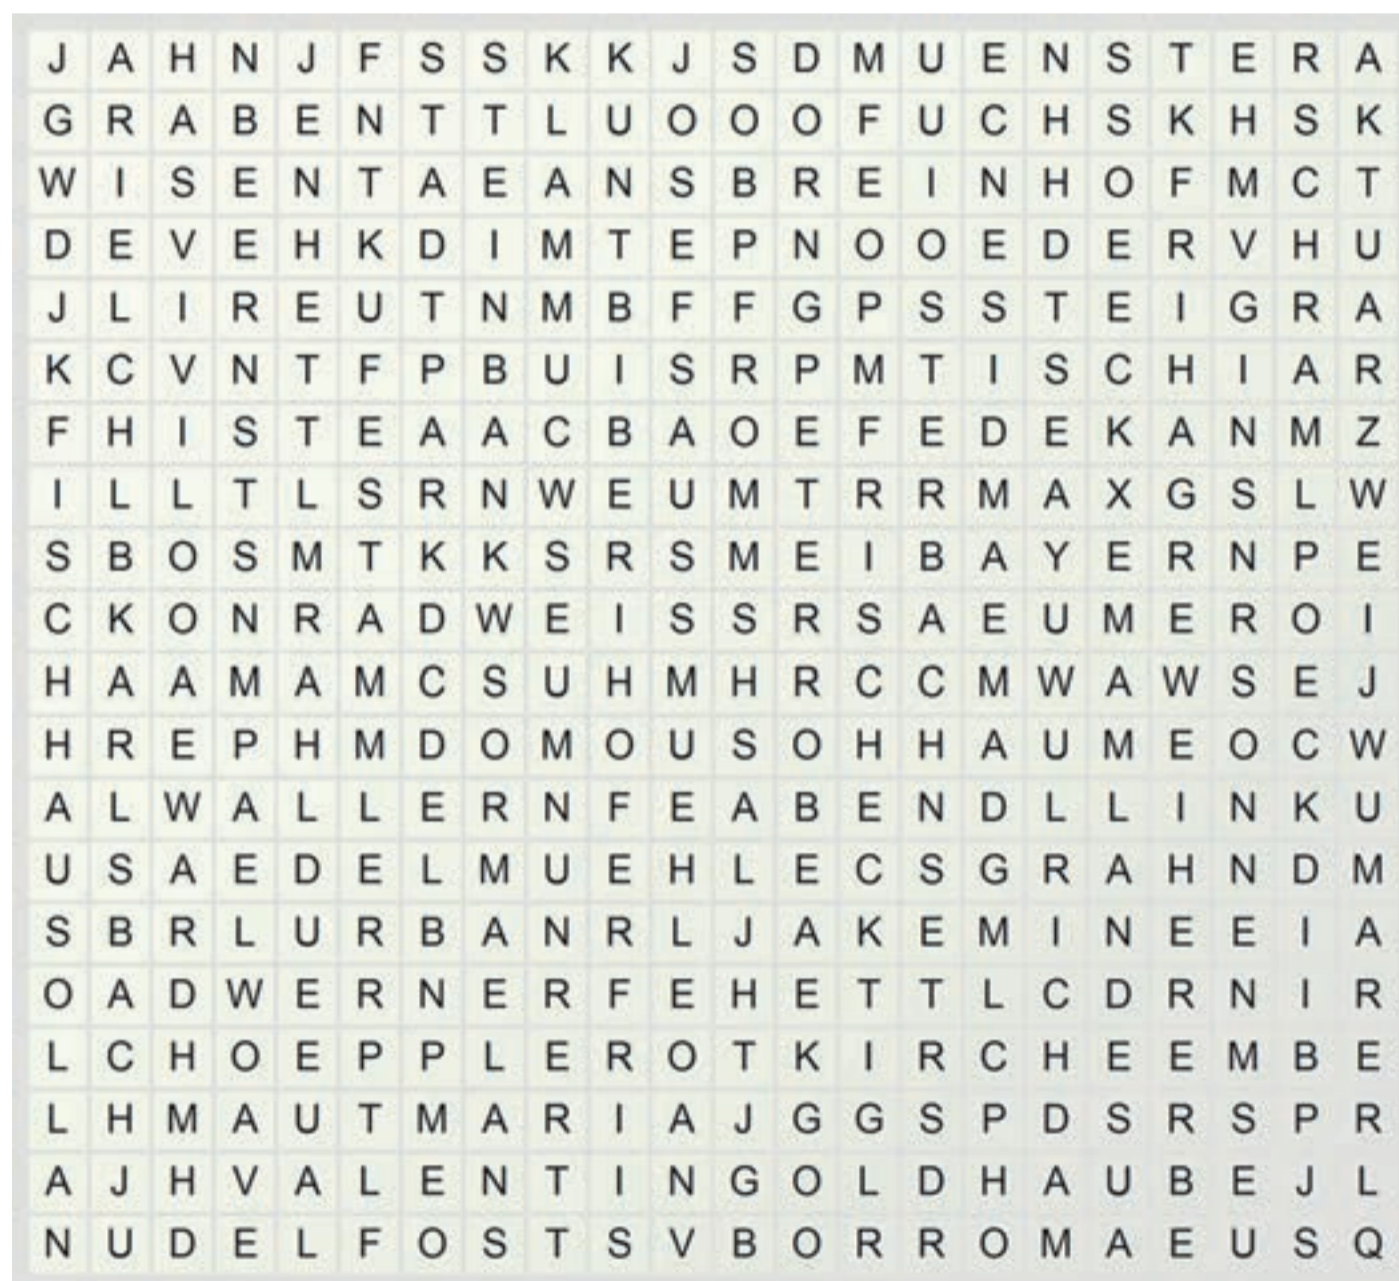 J A H N J F S S K K J S D M U E N S T E R A
G R A B E N T T L U O O O F U C H S K H S K
W I S E N T A E A N S B R E I N H O F M C T
D E V E H K D I M T E P N O O E D E R V H U
J L I R E U T N M B F F G P S S T E I G R A
K C V N T F P B U I S R P M T I S C H I A R
F H I S T E A A C B A O E F E D E K A N M Z
I L L T L S R N W E U M T R R M A X G S L W
S B O S M T K K S R S M E I B A Y E R N P E
C K O N R A D W E I S S R S A E U M E R O I
H A A M A M C S U H M H R C C M W A W S E J
H R E P H M D O M O U S O H H A U M E O C W
A L W A L L E R N F E A B E N D L L I N K U
U S A E D E L M U E H L E C S G R A H N D M
S B R L U R B A N R L J A K E M I N E E I A
O A D W E R N E R F E H E T T L C D R N I R
L C H O E P P L E R O T K I R C H E E M B E
L H M A U T M A R I A J G G S P D S R S P R
A J H V A L E N T I N G O L D H A U B E J L
N U D E L F O S T S V B O R R O M A E U S Q